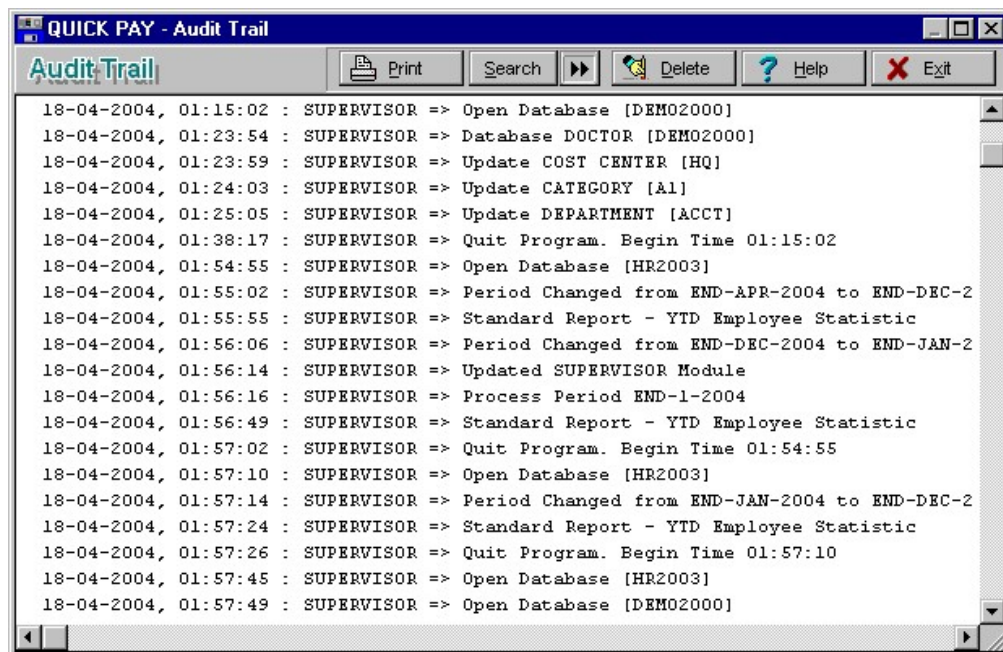 QUICK PAY - Audit Trail
Audit Trail Print Search Delete Help Exit
18-04-2004, 01:15:02 : SUPERVISOR => Open Database [DEMO2000]
18-04-2004, 01:23:54 : SUPERVISOR => Database DOCTOR [DEMO2000]
18-04-2004, 01:23:59 : SUPERVISOR => Update COST CENTER [HQ]
18-04-2004, 01:24:03 : SUPERVISOR => Update CATEGORY [A1]
18-04-2004, 01:25:05 : SUPERVISOR => Update DEPARTMENT [ACCT]
18-04-2004, 01:38:17 : SUPERVISOR => Quit Program. Begin Time 01:15:02
18-04-2004, 01:54:55 : SUPERVISOR => Open Database [HR2003]
18-04-2004, 01:55:02 : SUPERVISOR => Period Changed from END-APR-2004 to END-DEC-2
18-04-2004, 01:55:55 : SUPERVISOR => Standard Report - YTD Employee Statistic
18-04-2004, 01:56:06 : SUPERVISOR => Period Changed from END-DEC-2004 to END-JAN-2
18-04-2004, 01:56:14 : SUPERVISOR => Updated SUPERVISOR Module
18-04-2004, 01:56:16 : SUPERVISOR => Process Period END-1-2004
18-04-2004, 01:56:49 : SUPERVISOR => Standard Report - YTD Employee Statistic
18-04-2004, 01:57:02 : SUPERVISOR => Quit Program. Begin Time 01:54:55
18-04-2004, 01:57:10 : SUPERVISOR => Open Database [HR2003]
18-04-2004, 01:57:14 : SUPERVISOR => Period Changed from END-JAN-2004 to END-DEC-2
18-04-2004, 01:57:24 : SUPERVISOR => Standard Report - YTD Employee Statistic
18-04-2004, 01:57:26 : SUPERVISOR => Quit Program. Begin Time 01:57:10
18-04-2004, 01:57:45 : SUPERVISOR => Open Database [HR2003]
18-04-2004, 01:57:49 : SUPERVISOR => Open Database [DEMO2000]